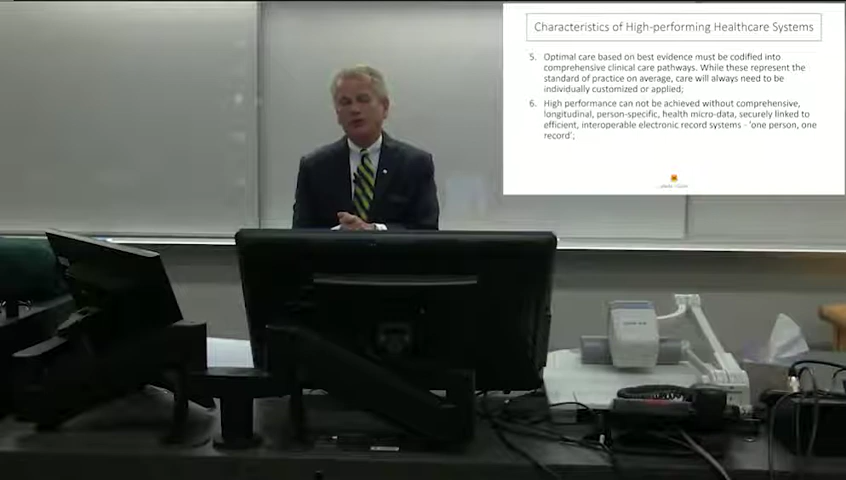 Characteristics of High-performing Healthcare Systems
5. Optimal care based on best evidence must be codified into
comprehensive clinical care pathways. While these represent the
standard of practice on average, care will always need to be
individually customized or applied;
6. High performance can not be achieved without comprehensive,
longitudinal, person-specific, health micro-data, securely linked to
efficient, interoperable electronic record systems - 'one person, one
record';